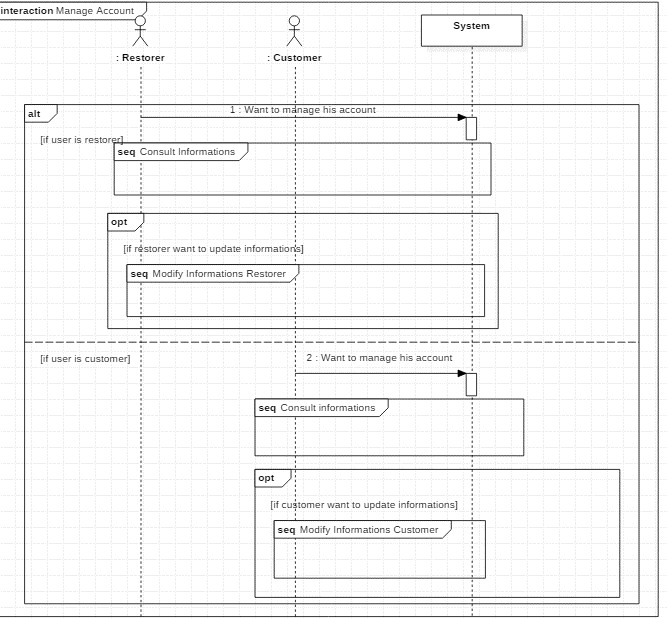 interaction Manage Account
: Restorer
: Customer
System
alt
1 : Want to manage his account
[if user is restorer]
seq Consult Informations
opt
[if restorer want to update informations]
seq Modify Informations Restorer
[if user is customer]
2 : Want to manage his account
seq Consult informations
opt
[if customer want to update informations]
seq Modify Informations Customer